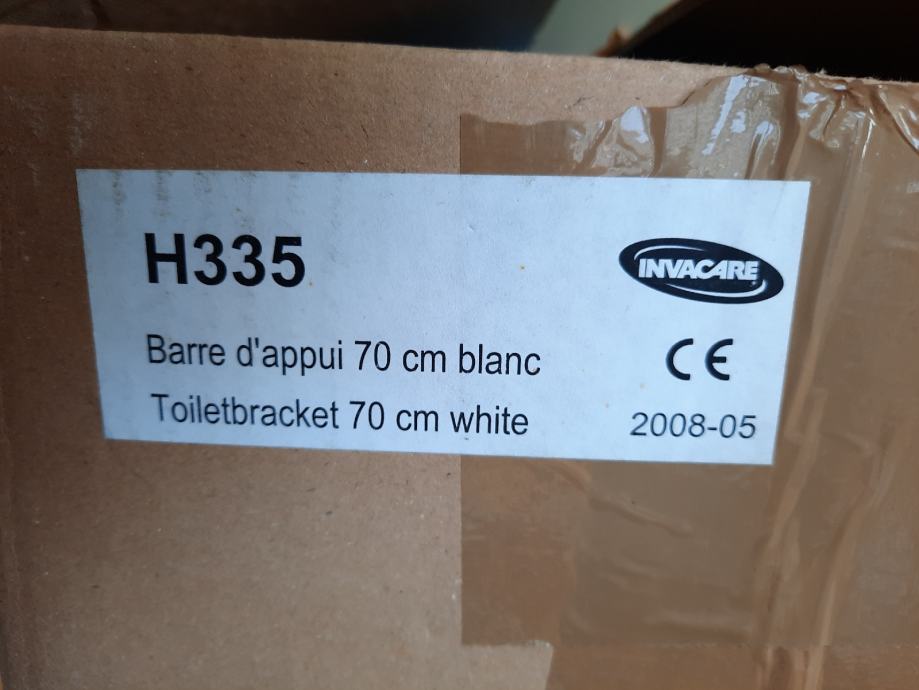 H335
INVACARE
Barre d'appui 70 cm blanc
CE
Toiletbracket 70 cm white
2008-05